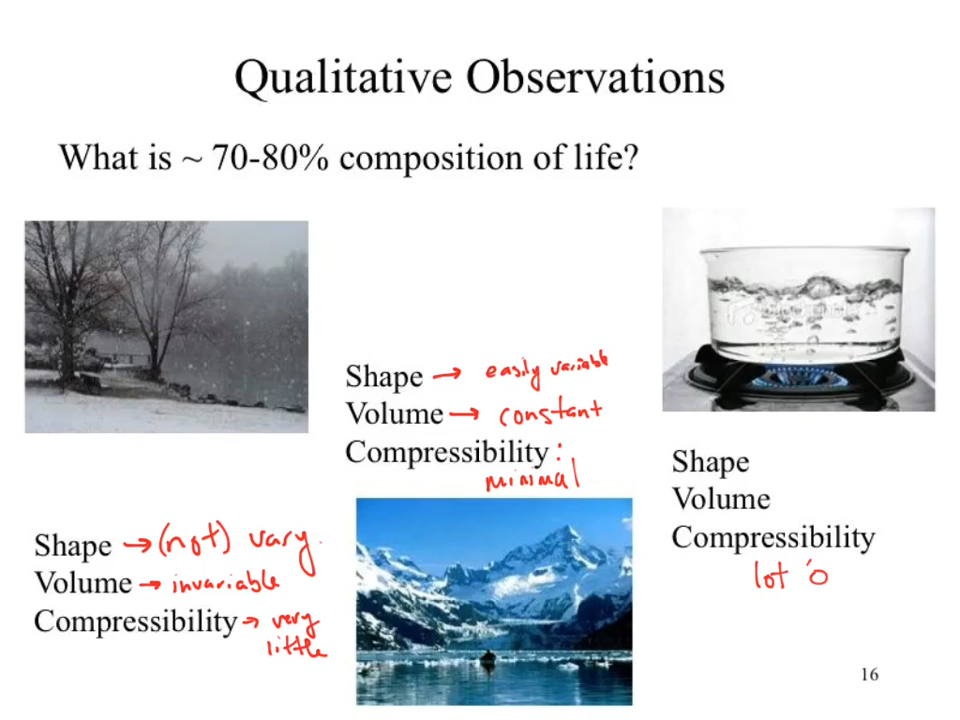 Qualitative Observations
What is ~ 70-80% composition of life?
Shape → easily variable
Volume → constant
Compressibility :
minimal
Shape
Volume
Compressibility
lot 'o
Shape → (not) vary.
Volume → invariable
Compressibility → very
little
16